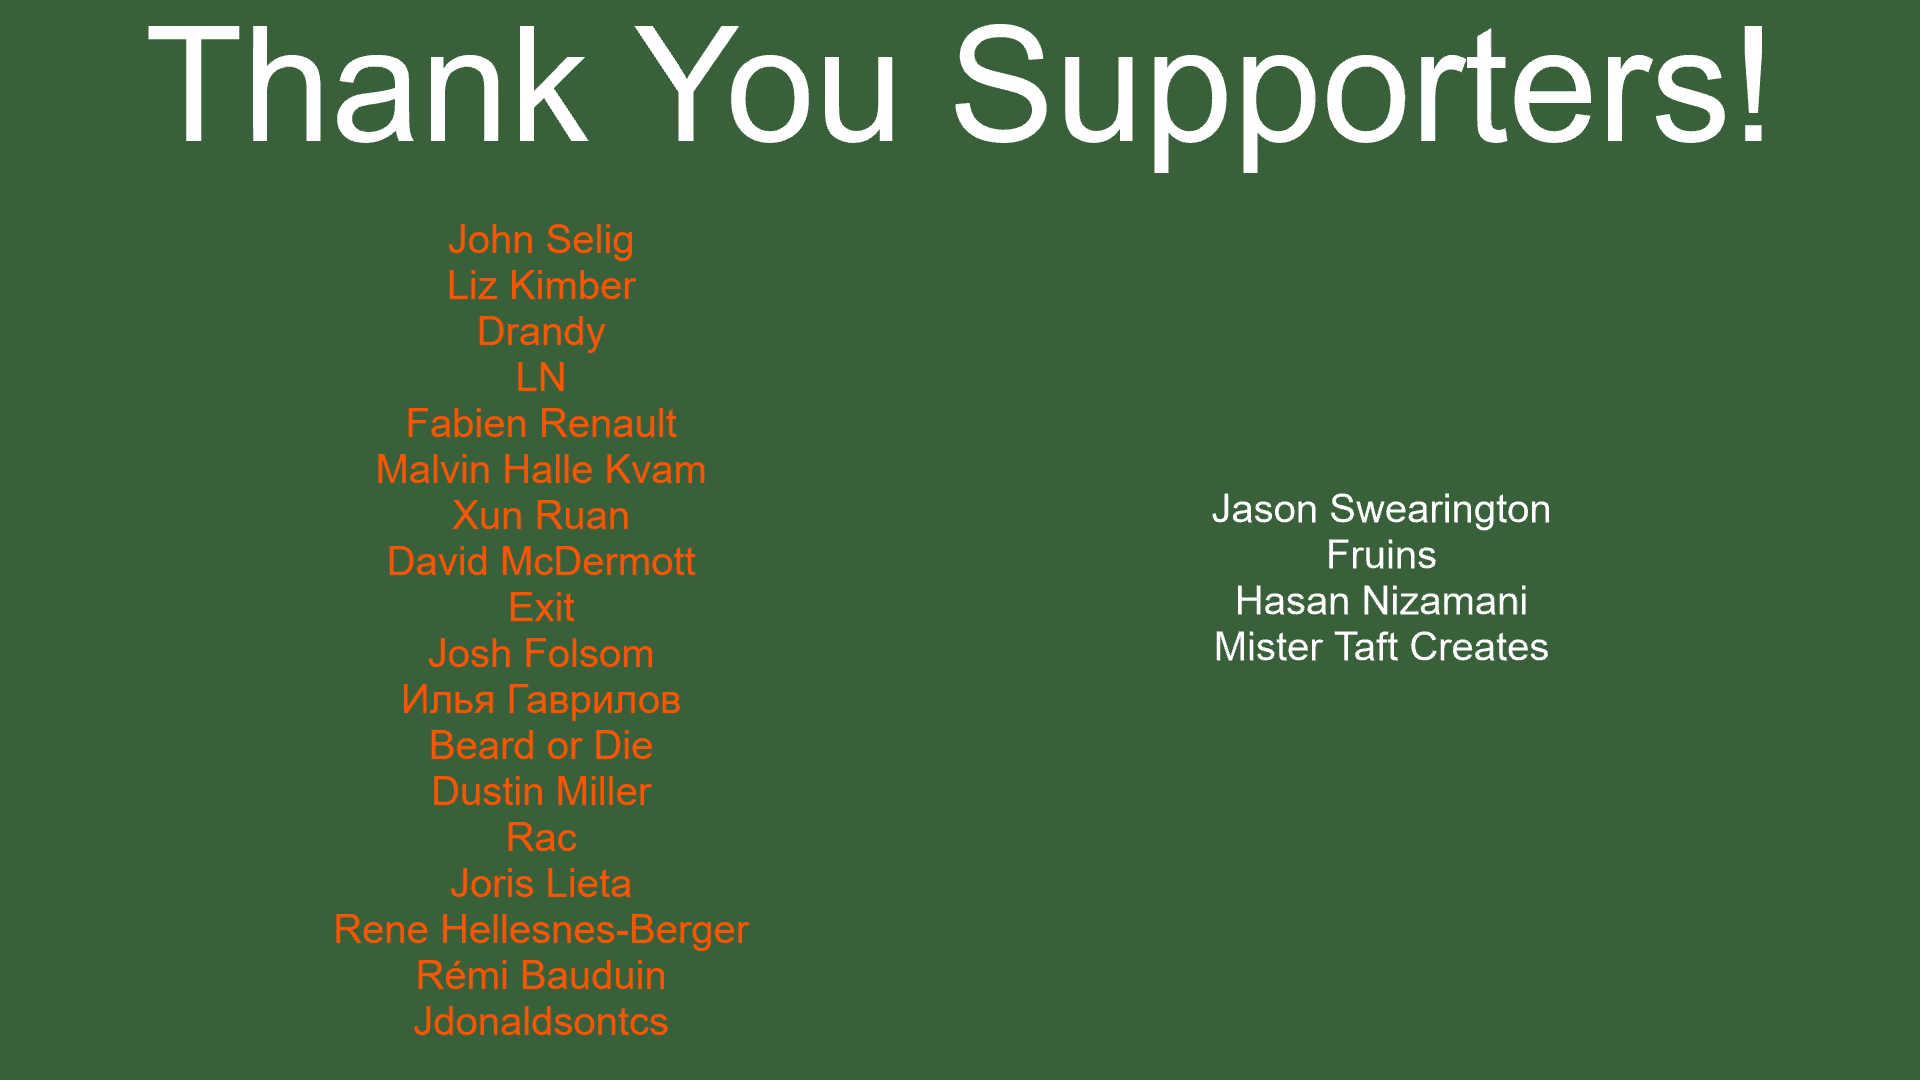 Thank You Supporters!
John Selig
Liz Kimber
Drandy
LN
Fabien Renault
Malvin Halle Kvam
Xun Ruan
David McDermott
Exit
Josh Folsom
Илья Гаврилов
Beard or Die
Dustin Miller
Rac
Joris Lieta
Rene Hellesnes-Berger
Rémi Bauduin
Jdonaldsontcs
Jason Swearington
Fruins
Hasan Nizamani
Mister Taft Creates